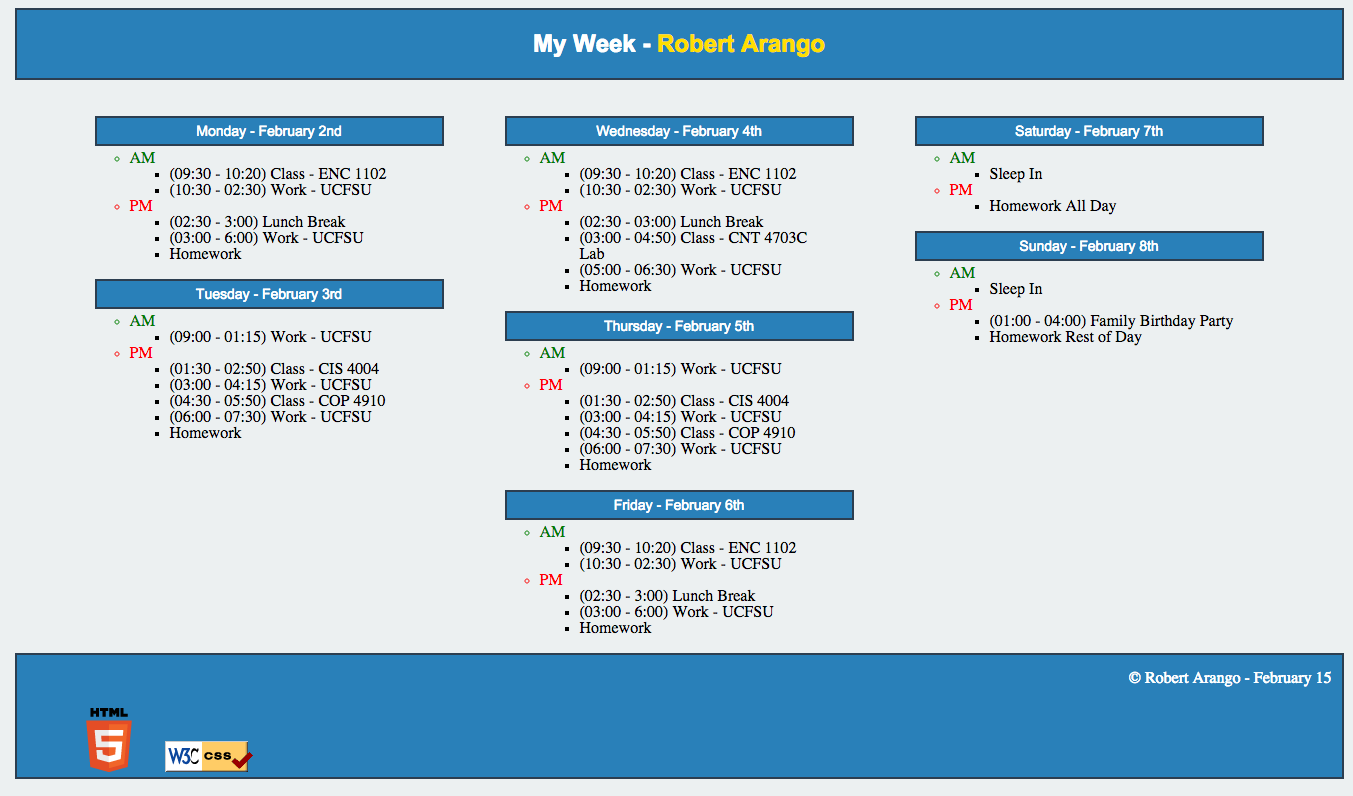 My Week - Robert Arango
Monday - February 2nd
AM
(09:30 - 10:20) Class - ENC 1102
(10:30 - 02:30) Work - UCFSU
PM
(02:30 - 3:00) Lunch Break
(03:00 - 6:00) Work - UCFSU
Homework
Tuesday - February 3rd
AM
(09:00 - 01:15) Work - UCFSU
PM
(01:30 - 02:50) Class - CIS 4004
(03:00 - 04:15) Work - UCFSU
(04:30 - 05:50) Class - COP 4910
(06:00 - 07:30) Work - UCFSU
Homework
Wednesday - February 4th
AM
(09:30 - 10:20) Class - ENC 1102
(10:30 - 02:30) Work - UCFSU
PM
(02:30 - 03:00) Lunch Break
(03:00 - 04:50) Class - CNT 4703C
Lab
(05:00 - 06:30) Work - UCFSU
Homework
Thursday - February 5th
AM
(09:00 - 01:15) Work - UCFSU
PM
(01:30 - 02:50) Class - CIS 4004
(03:00 - 04:15) Work - UCFSU
(04:30 - 05:50) Class - COP 4910
(06:00 - 07:30) Work - UCFSU
Homework
Friday - February 6th
AM
(09:30 - 10:20) Class - ENC 1102
(10:30 - 02:30) Work - UCFSU
PM
(02:30 - 3:00) Lunch Break
(03:00 - 6:00) Work - UCFSU
Homework
Saturday - February 7th
AM
Sleep In
PM
Homework All Day
Sunday - February 8th
AM
Sleep In
PM
(01:00 - 04:00) Family Birthday Party
Homework Rest of Day
© Robert Arango - February 15
HTML
5
W3C css